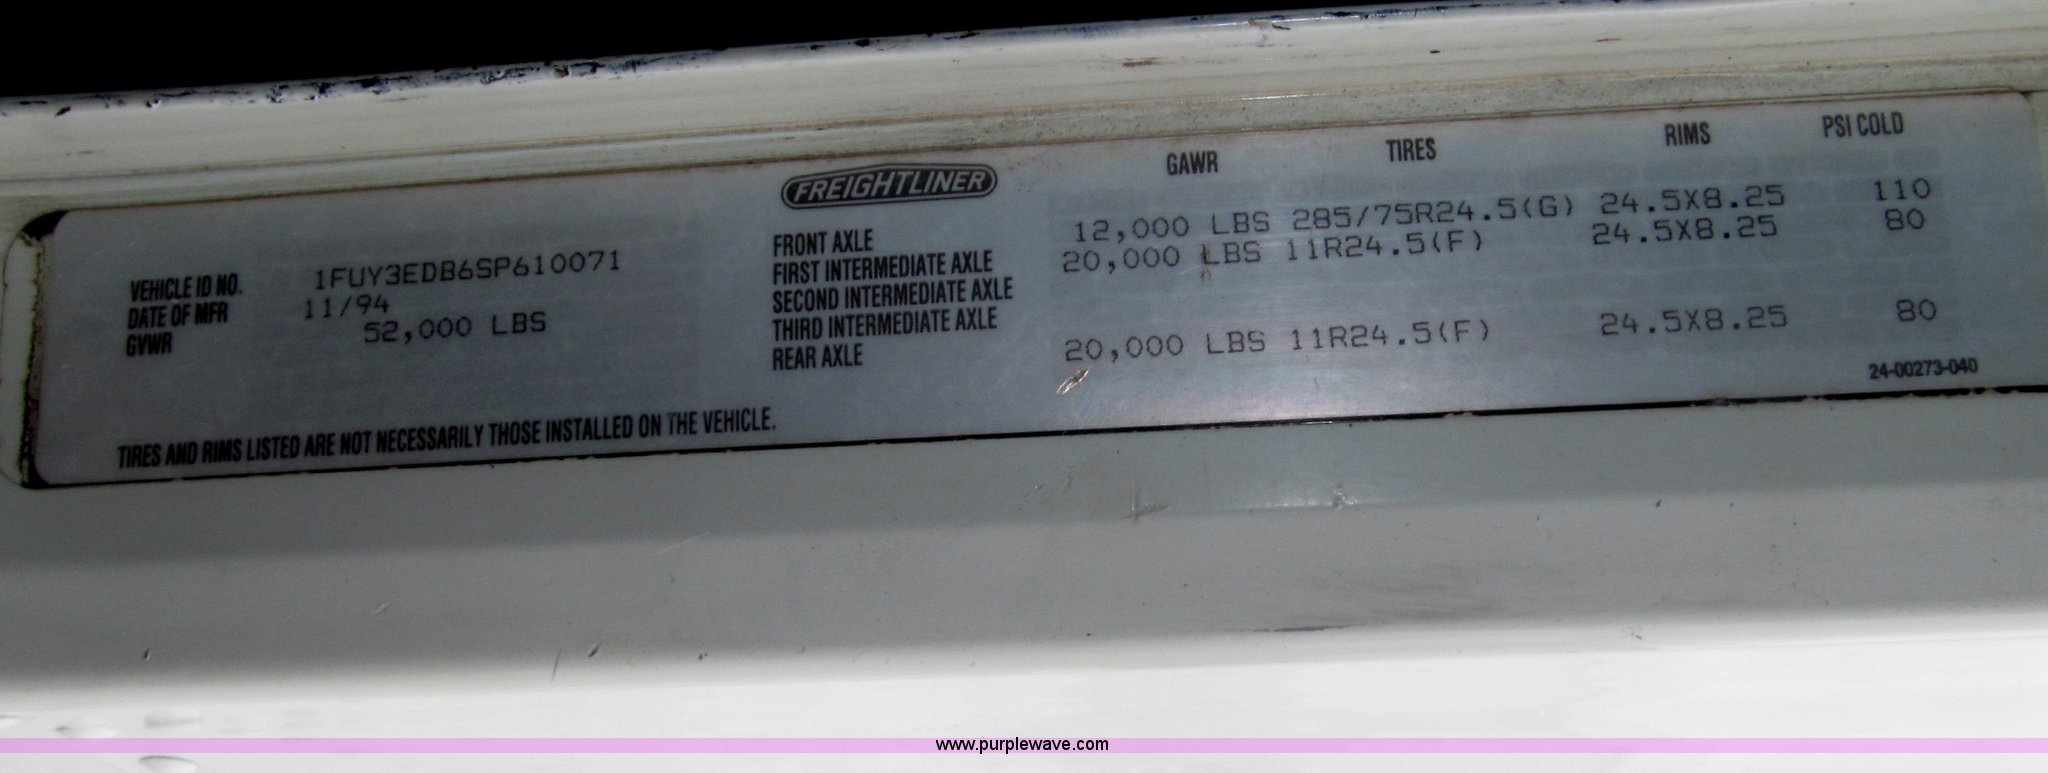 FREIGHTLINER
GAWR TIRES RIMS PSI COLD
VEHICLE ID NO. 1FUY3EDB6SP610071
DATE OF MFR 11/94
GVWR 52,000 LBS
FRONT AXLE 12,000 LBS 285/75R24.5(G) 24.5X8.25 110
FIRST INTERMEDIATE AXLE 20,000 LBS 11R24.5(F) 24.5X8.25 80
SECOND INTERMEDIATE AXLE
THIRD INTERMEDIATE AXLE
REAR AXLE 20,000 LBS 11R24.5(F) 24.5X8.25 80
24-00273-040
TIRES AND RIMS LISTED ARE NOT NECESSARILY THOSE INSTALLED ON THE VEHICLE.
www.purplewave.com